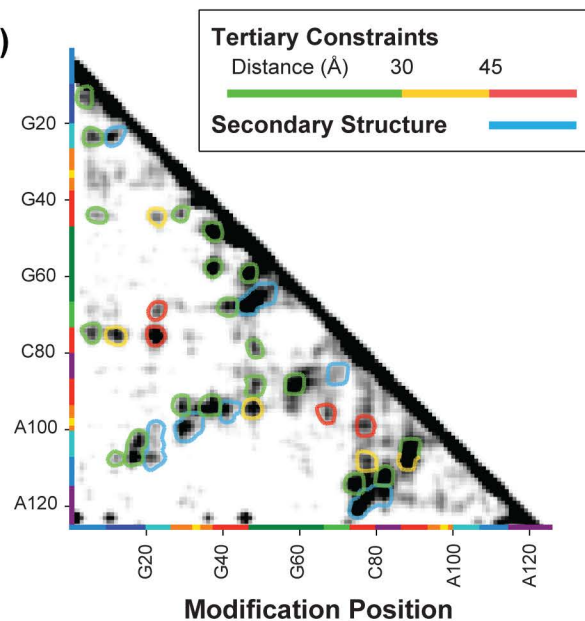 )
Tertiary Constraints
Distance (Å) 30 45
Secondary Structure
G20
G40
G60
C80
A100
A120
G20
G40
G60
C80
A100
A120
Modification Position